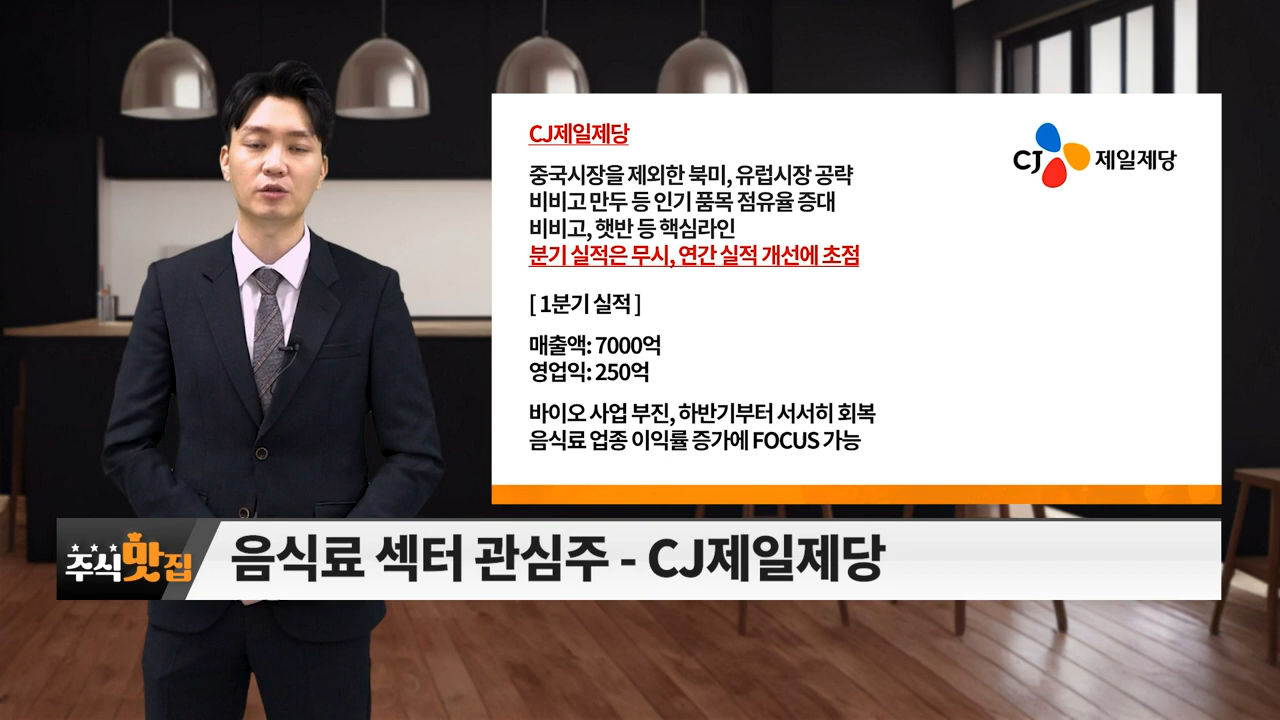 CJ제일제당
CJ 제일제당
중국시장을 제외한 북미, 유럽시장 공략
비비고 만두 등 인기 품목 점유율 증대
비비고, 햇반 등 핵심라인
분기 실적은 무시, 연간 실적 개선에 초점
[ 1분기 실적 ]
매출액: 7000억
영업익: 250억
바이오 사업 부진, 하반기부터 서서히 회복
음식료 업종 이익률 증가에 FOCUS 가능
주식맛집
음식료 섹터 관심주 - CJ제일제당